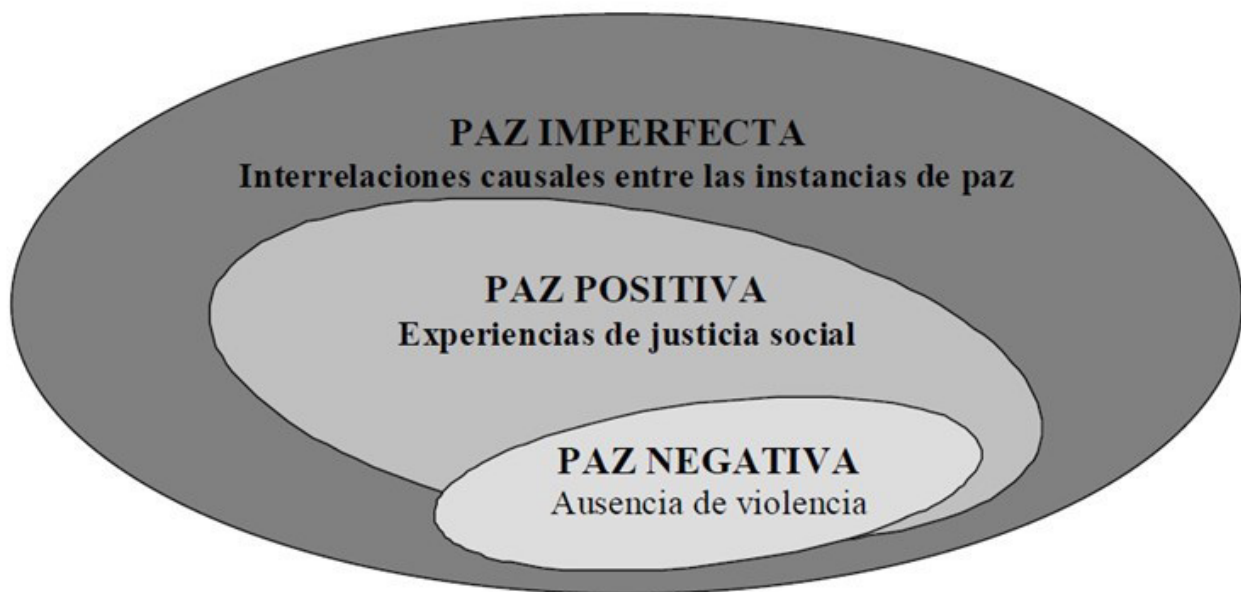 PAZ IMPERFECTA
Interrelaciones causales entre las instancias de paz
PAZ POSITIVA
Experiencias de justicia social
PAZ NEGATIVA
Ausencia de violencia